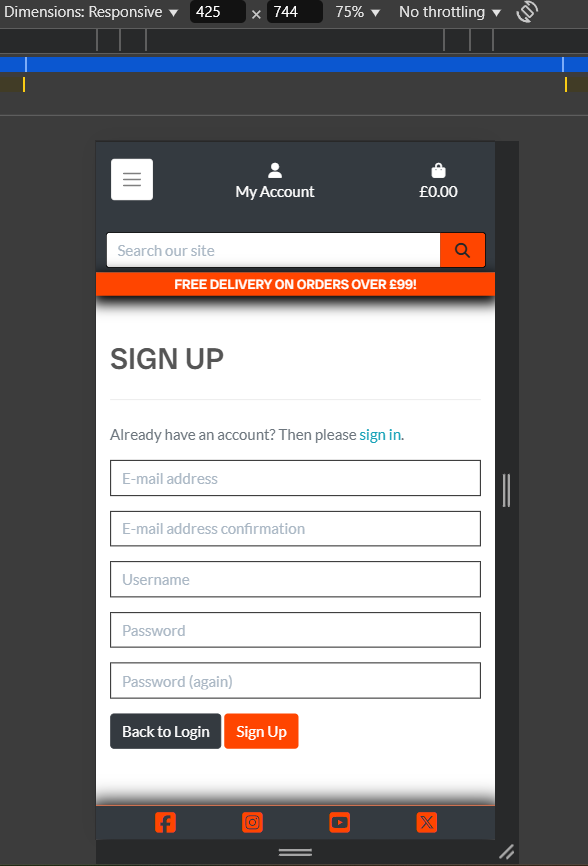 Dimensions: Responsive ▼ 425 × 744 75% ▼ No throttling ▼
My Account £0.00
Search our site
FREE DELIVERY ON ORDERS OVER £99!
SIGN UP
Already have an account? Then please sign in.
E-mail address
E-mail address confirmation
Username
Password
Password (again)
Back to Login Sign Up